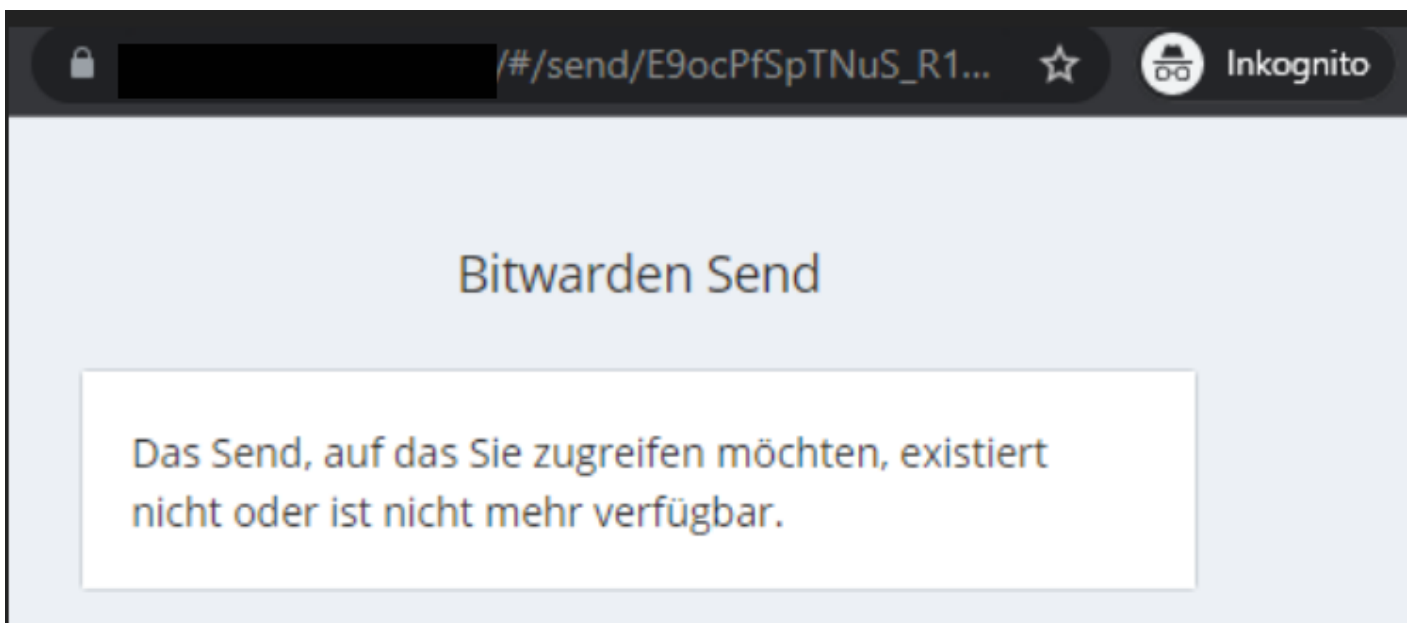 /#/send/E9ocPfSpTNuS_R1...
Inkognito
Bitwarden Send
Das Send, auf das Sie zugreifen möchten, existiert
nicht oder ist nicht mehr verfügbar.